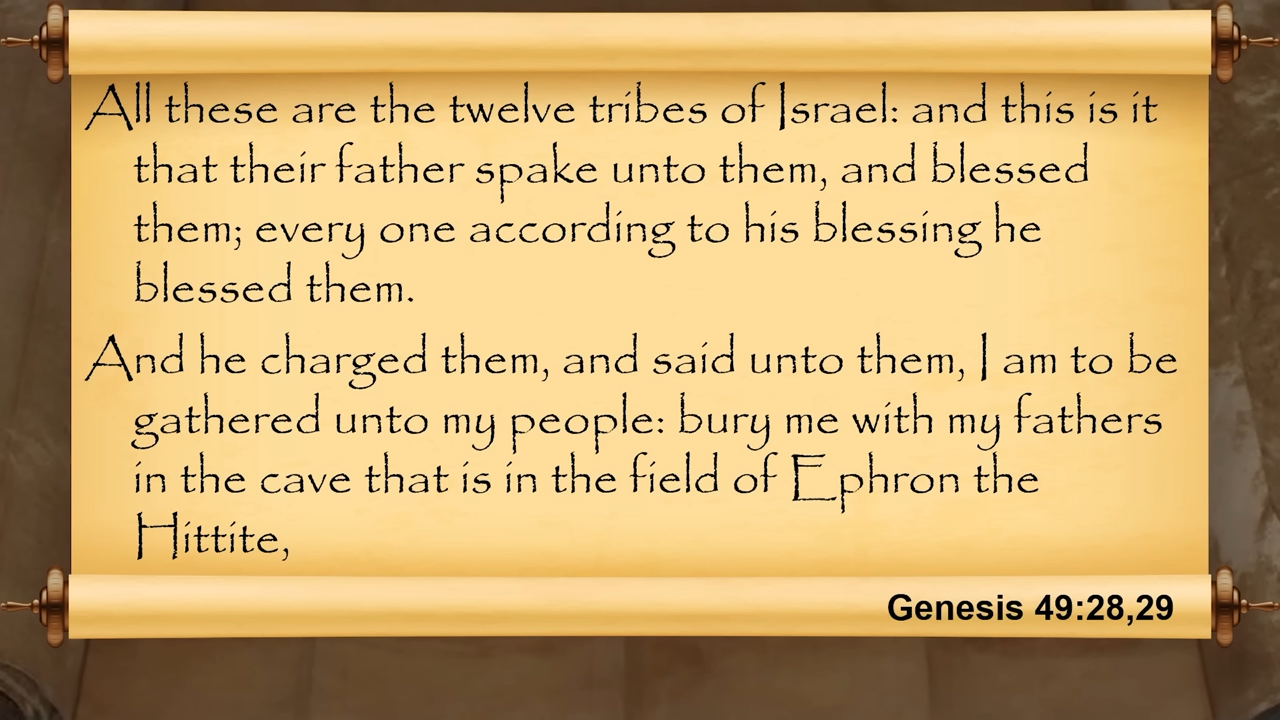 All these are the twelve tribes of Israel: and this is it
that their father spake unto them, and blessed
them; every one according to his blessing he
blessed them.
And he charged them, and said unto them, I am to be
gathered unto my people: bury me with my fathers
in the cave that is in the field of Ephron the
Hittite,
Genesis 49:28,29